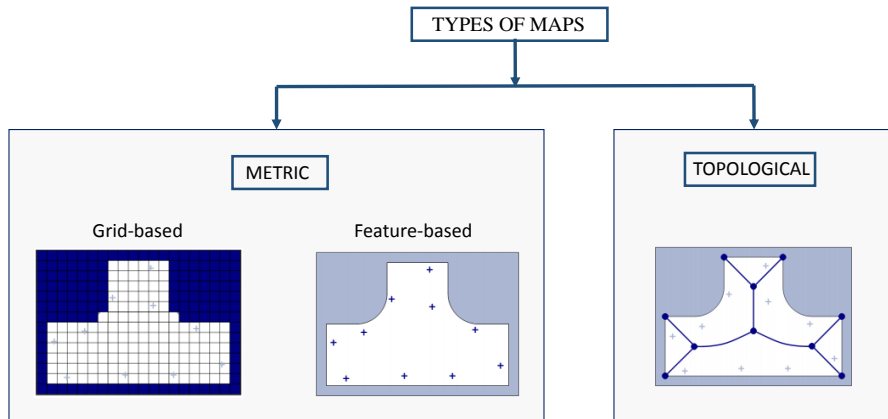 TYPES OF MAPS
METRIC
TOPOLOGICAL
Grid-based
Feature-based